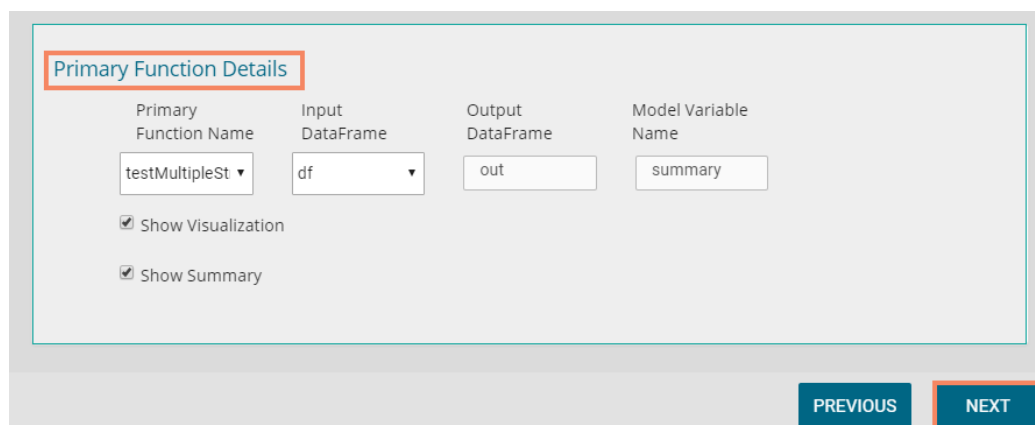 Primary Function Details
Primary Function Name
Input DataFrame
Output DataFrame
Model Variable Name
testMultipleSt
df
out
summary
Show Visualization
Show Summary
PREVIOUS
NEXT